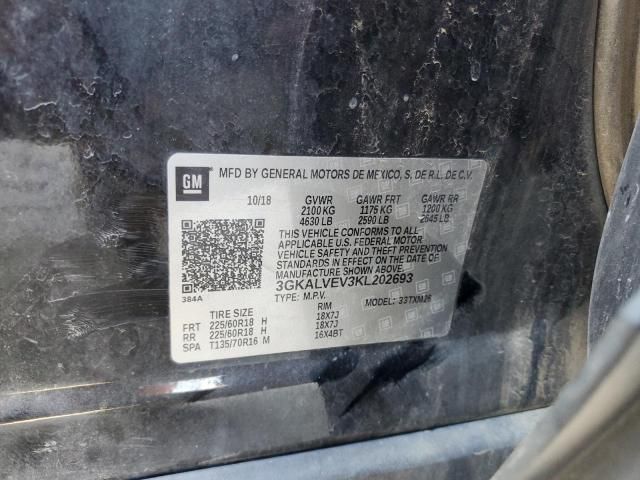 GM
MFD BY GENERAL MOTORS DE MEXICO, S. DE R.L. DE C.V.
10/18 GVWR GAWR FRT GAWR RR
2100 KG 1175 KG 1200 KG
4630 LB 2590 LB 2645 LB
THIS VEHICLE CONFORMS TO ALL
APPLICABLE U.S. FEDERAL MOTOR
VEHICLE SAFETY AND THEFT PREVENTION
STANDARDS IN EFFECT ON THE DATE OF
MANUFACTURE SHOWN ABOVE.
384A
3GKALVEV3KL202693
TYPE: M.P.V. MODEL: 33TXM26
TIRE SIZE RIM
FRT 225/60R18 H 18X7J
RR 225/60R18 H 18X7J
SPA T135/70R16 M 16X4BT